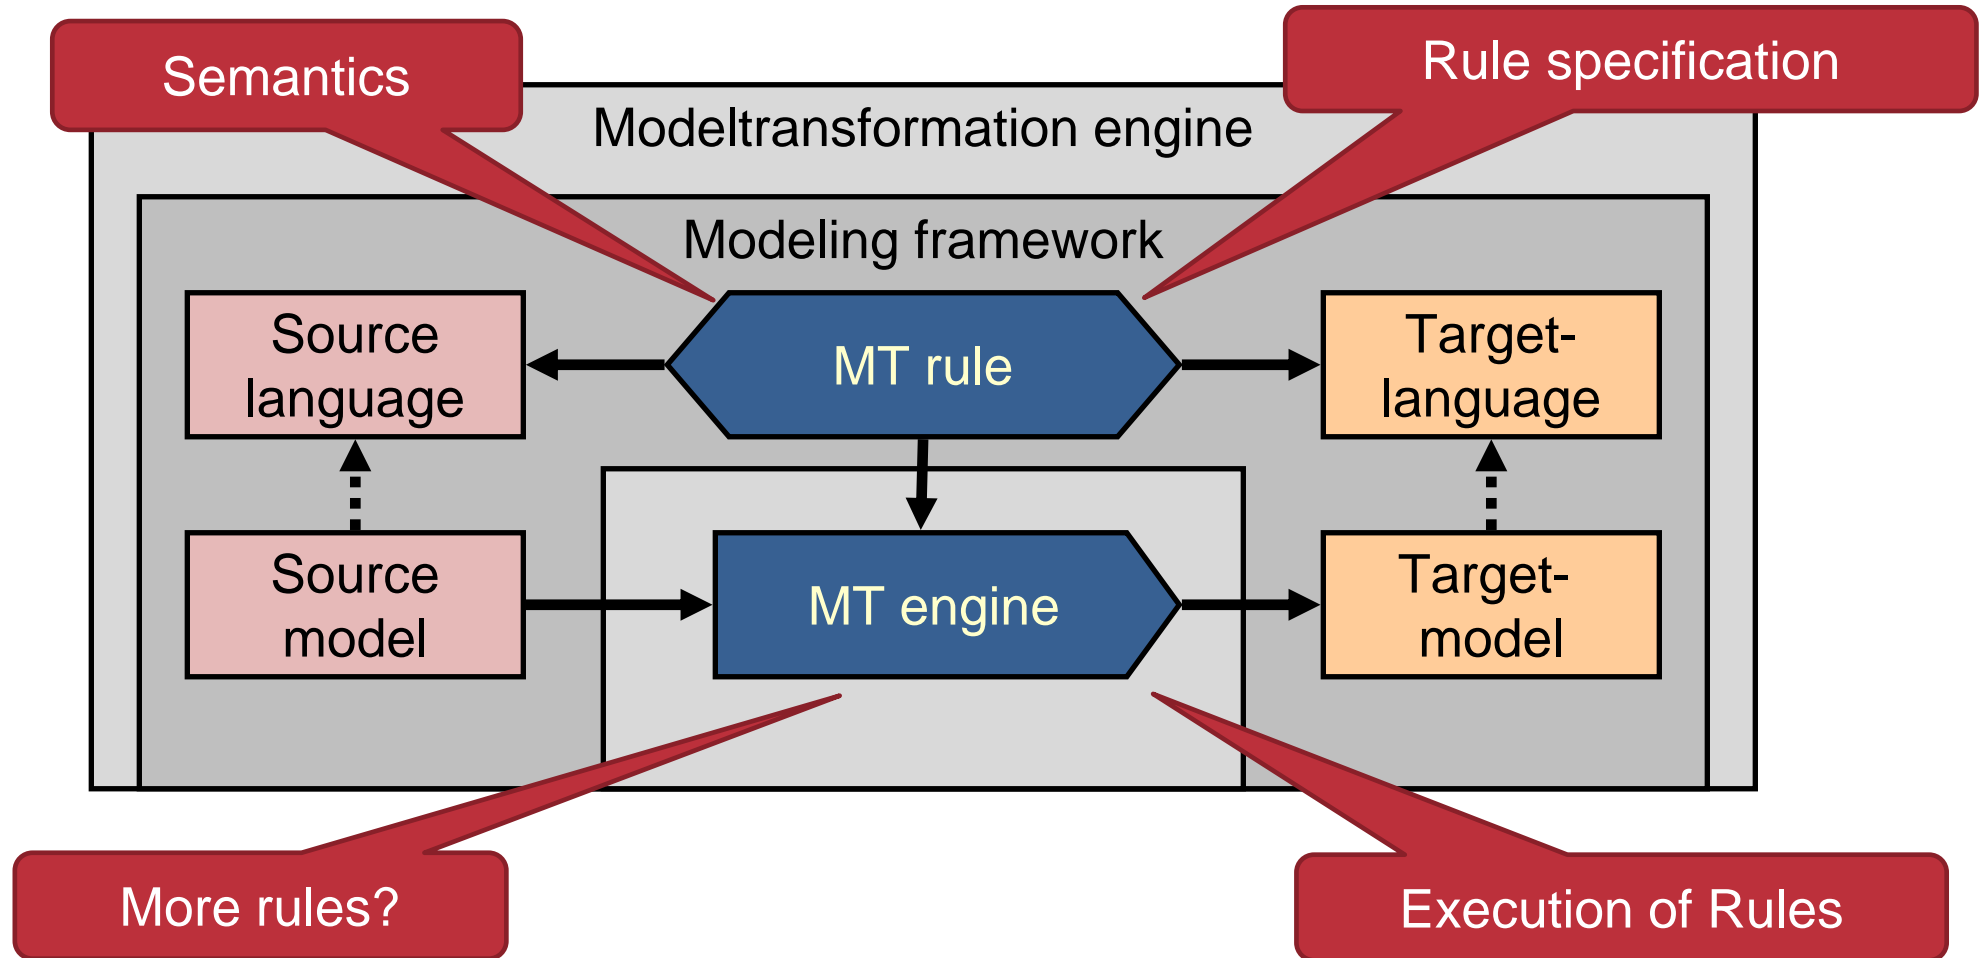 Semantics
Rule specification
Modeltransformation engine
Modeling framework
Source
language
MT rule
Target-
language
Source
model
MT engine
Target-
model
More rules?
Execution of Rules